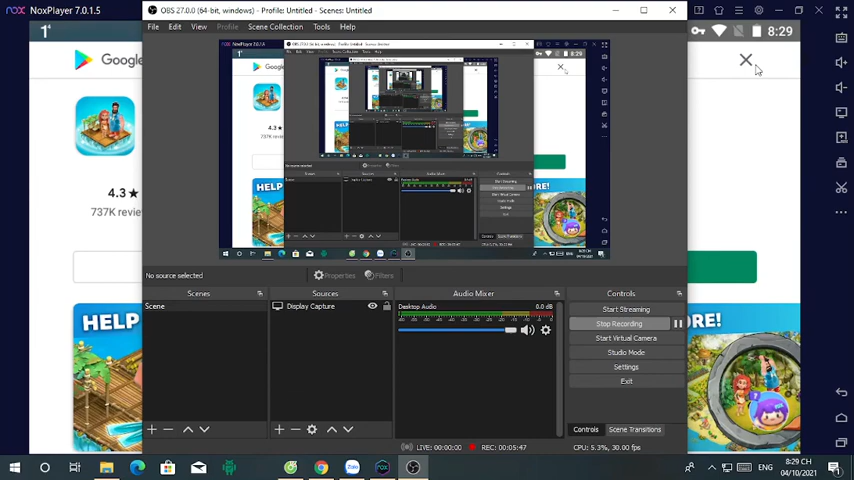 NoxPlayer 7.0.1.5
OBS 27.0.0 (64-bit, windows) - Profile: Untitled - Scenes: Untitled
File Edit View Profile Scene Collection Tools Help
8:29
Google
4.3★
737K revie
HELP
RE!
No source selected
Properties
Filters
Scenes
Scene
Sources
Display Capture
Audio Mixer
Desktop Audio
0.0 dB
Controls
Start Streaming
Stop Recording
Start Virtual Camera
Studio Mode
Settings
Exit
Controls Scene Transitions
LIVE: 00:00:00
REC: 00:05:47
CPU: 5.3%, 30.00 fps
Zalo
nox
ENG
8:29 CH
04/10/2021